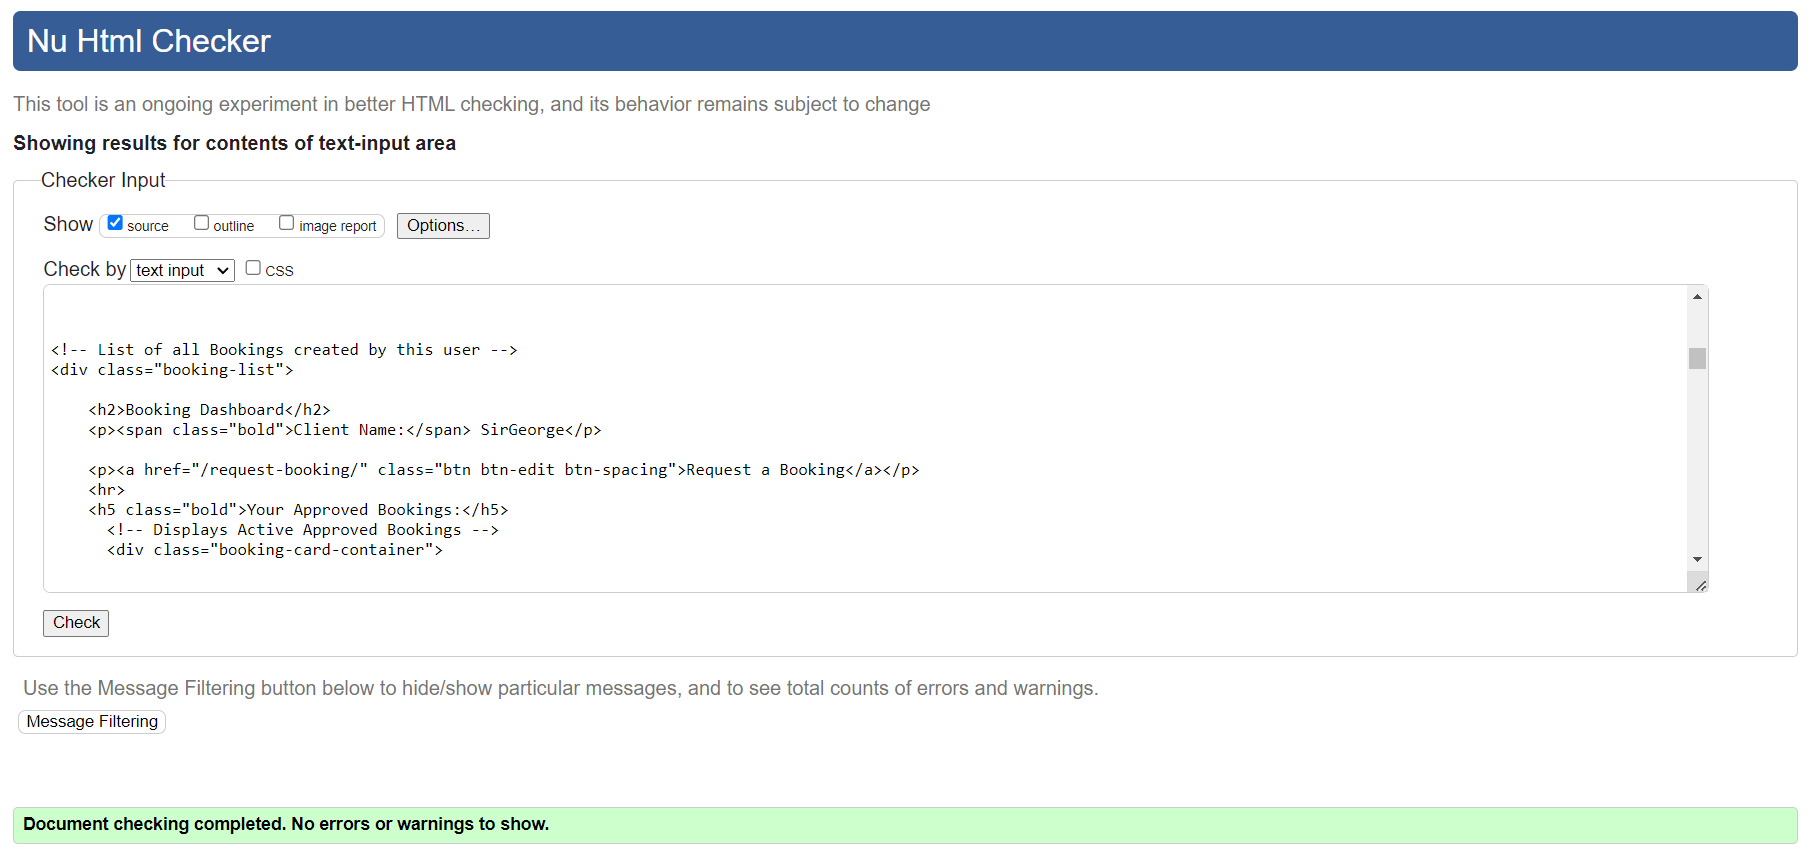 Nu Html Checker
This tool is an ongoing experiment in better HTML checking, and its behavior remains subject to change
Showing results for contents of text-input area
Checker Input
Show source outline image report Options...
Check by text input CSS
<!-- List of all Bookings created by this user -->
<div class="booking-list">
<h2>Booking Dashboard</h2>
<p><span class="bold">Client Name:</span> SirGeorge</p>
<p><a href="/request-booking/" class="btn btn-edit btn-spacing">Request a Booking</a></p>
<hr>
<h5 class="bold">Your Approved Bookings:</h5>
<!-- Displays Active Approved Bookings -->
<div class="booking-card-container">
Check
Use the Message Filtering button below to hide/show particular messages, and to see total counts of errors and warnings.
Message Filtering
Document checking completed. No errors or warnings to show.